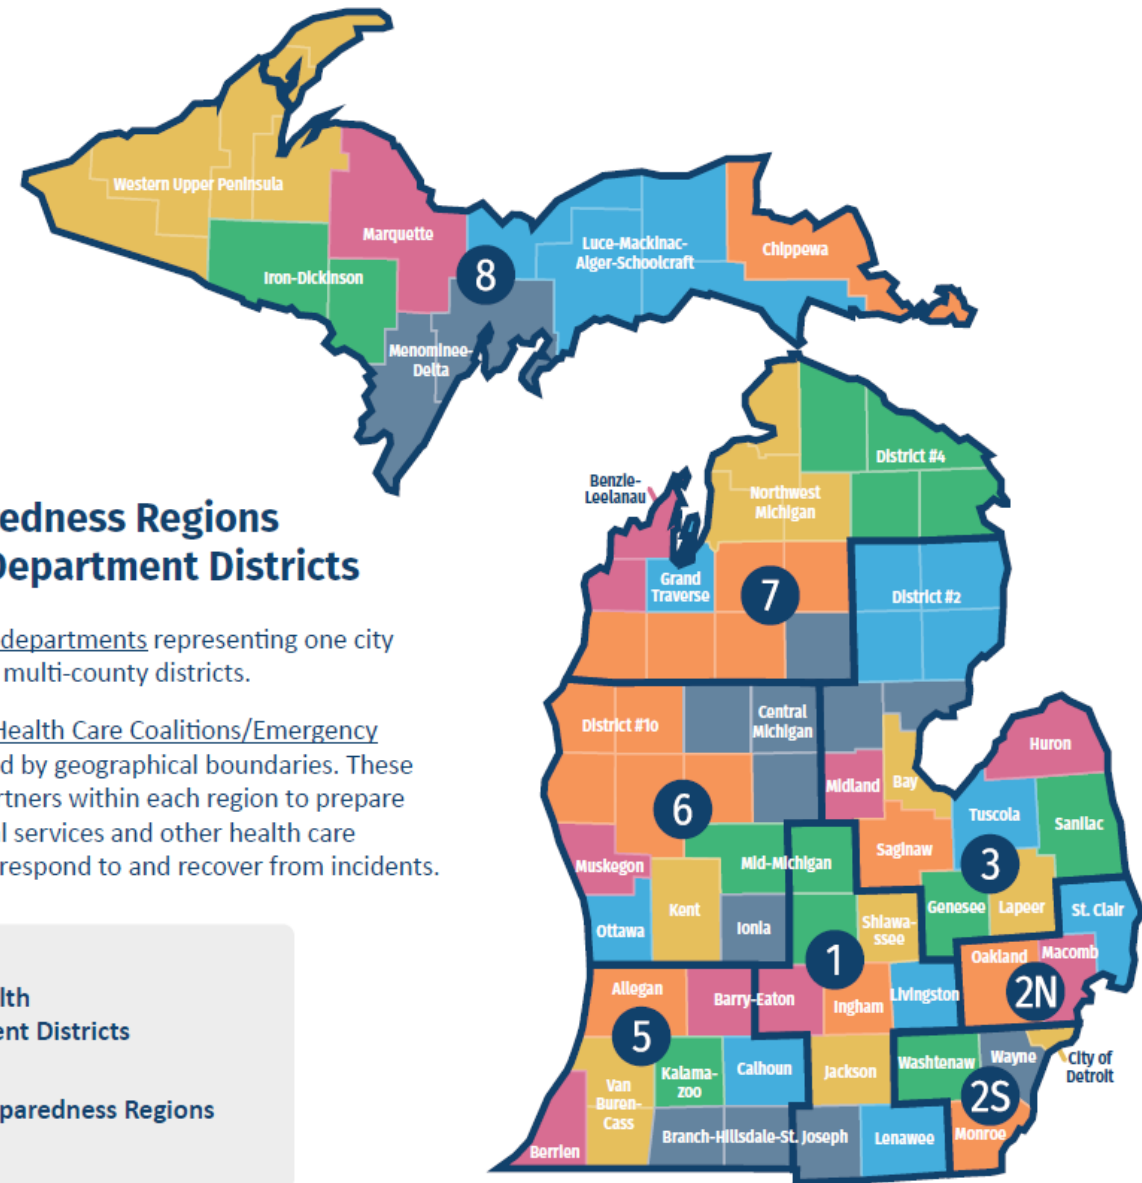 Western Upper Peninsula
Marquette
Iron-Dickinson
8
Luce-Mackinac-
Alger-Schoolcraft
Chippewa
Menominee-
Delta
District #4
Benzie-
Leelanau
Northwest
Michigan
Grand
Traverse
7
District #2
edness Regions
Department Districts
departments representing one city
multi-county districts.
Health Care Coalitions/Emergency
d by geographical boundaries. These
rtners within each region to prepare
l services and other health care
respond to and recover from incidents.
lth
ent Districts
paredness Regions
District #10
Central
Michigan
Huron
Midland
Bay
Tuscola
Sanilac
6
Saginaw
3
Muskegon
Mid-Michigan
Kent
Genesee
Lapeer
St. Clair
Ottawa
Ionia
Shiawa-
ssee
1
Oakland
Macomb
2N
Allegan
Barry-Eaton
Ingham
Livingston
5
Kalama-
zoo
Calhoun
Jackson
Washtenaw
Wayne
City of
Detroit
Van
Buren-
Cass
2S
Branch-Hillsdale-St. Joseph
Lenawee
Monroe
Berrien